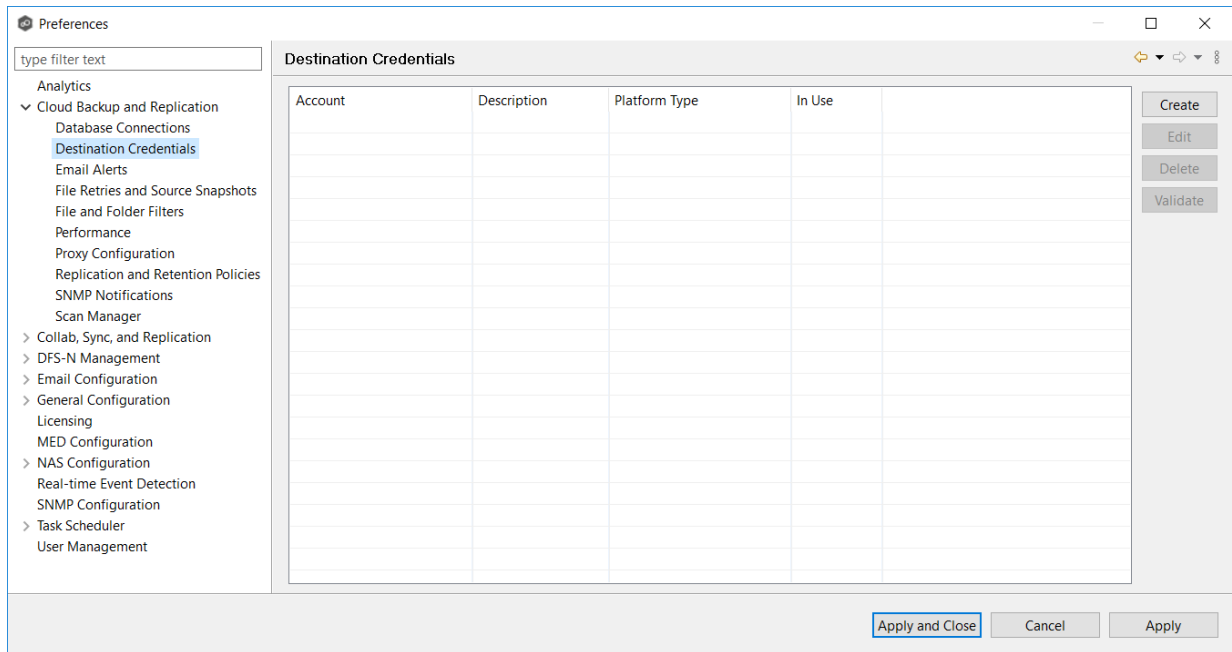 Preferences
type filter text
Analytics
Cloud Backup and Replication
Database Connections
Destination Credentials
Email Alerts
File Retries and Source Snapshots
File and Folder Filters
Performance
Proxy Configuration
Replication and Retention Policies
SNMP Notifications
Scan Manager
Collab, Sync, and Replication
DFS-N Management
Email Configuration
General Configuration
Licensing
MED Configuration
NAS Configuration
Real-time Event Detection
SNMP Configuration
Task Scheduler
User Management
Destination Credentials
Account Description Platform Type In Use
Create
Edit
Delete
Validate
Apply and Close Cancel Apply